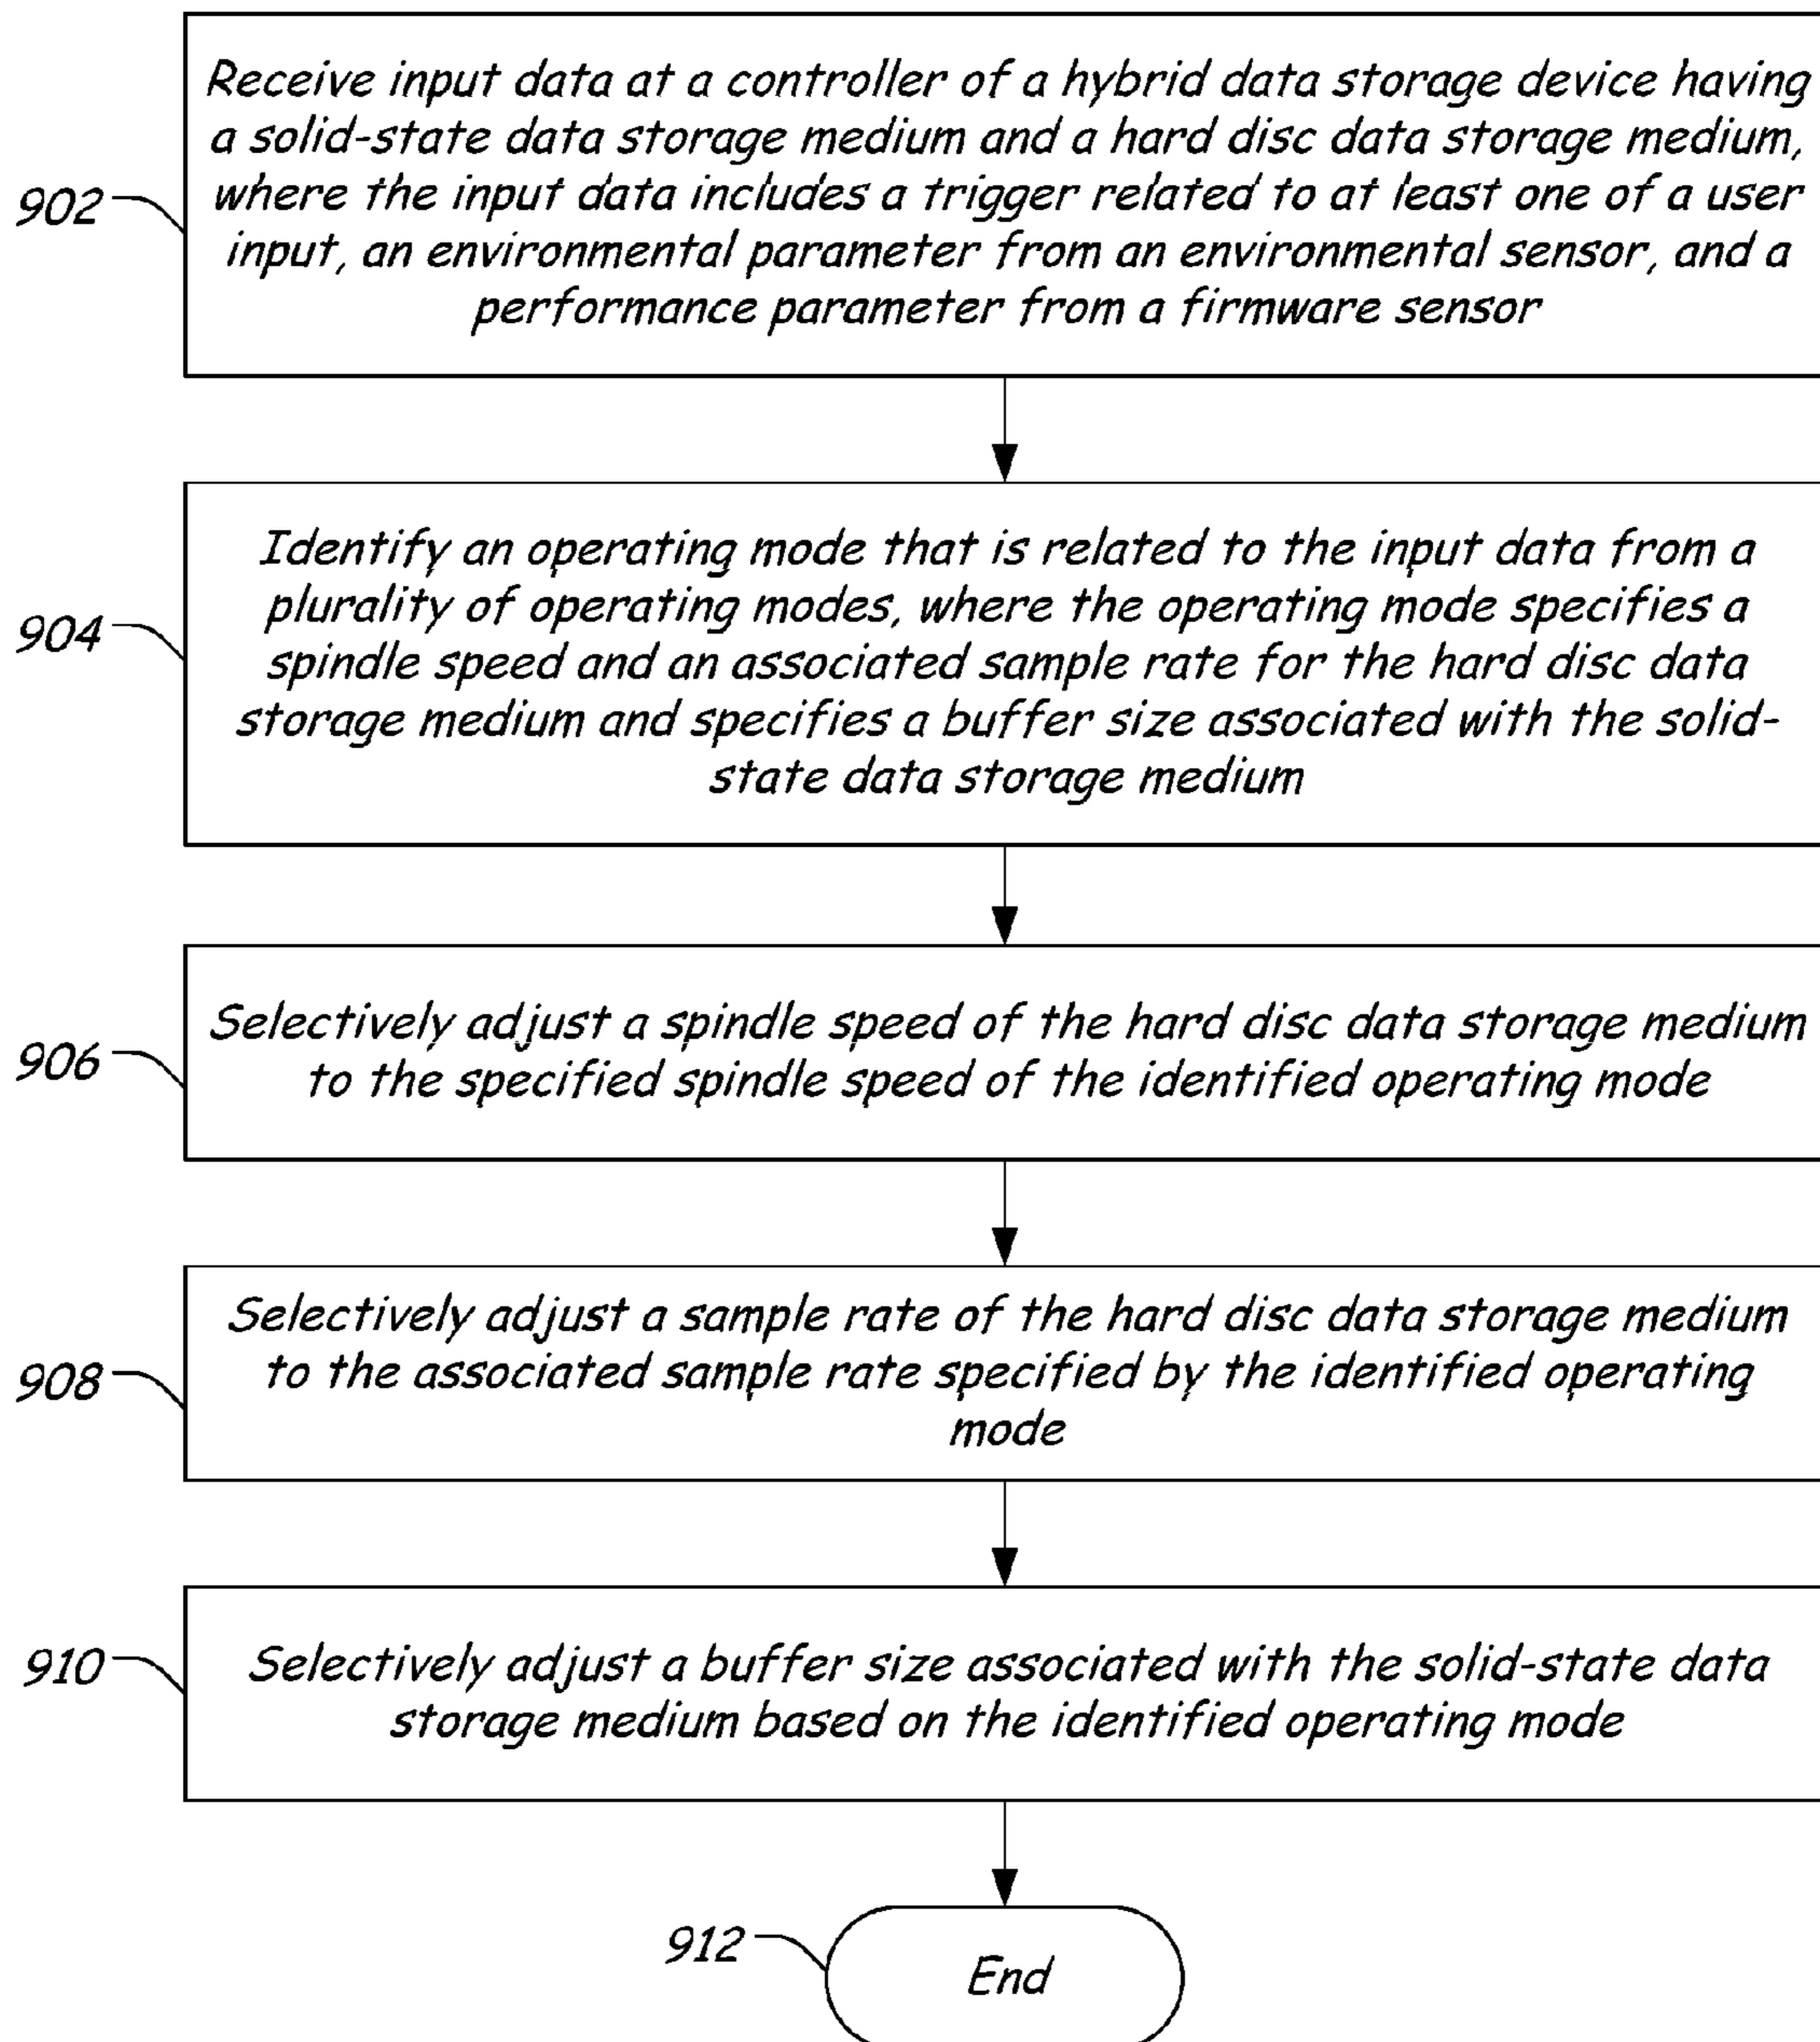 Receive input data at a controller of a hybrid data storage device having
a solid-state data storage medium and a hard disc data storage medium,
where the input data includes a trigger related to at least one of a user
input, an environmental parameter from an environmental sensor, and a
performance parameter from a firmware sensor
902
Identify an operating mode that is related to the input data from a
plurality of operating modes, where the operating mode specifies a
spindle speed and an associated sample rate for the hard disc data
storage medium and specifies a buffer size associated with the solid-
state data storage medium
904
Selectively adjust a spindle speed of the hard disc data storage medium
to the specified spindle speed of the identified operating mode
906
Selectively adjust a sample rate of the hard disc data storage medium
to the associated sample rate specified by the identified operating
mode
908
Selectively adjust a buffer size associated with the solid-state data
storage medium based on the identified operating mode
910
912
End